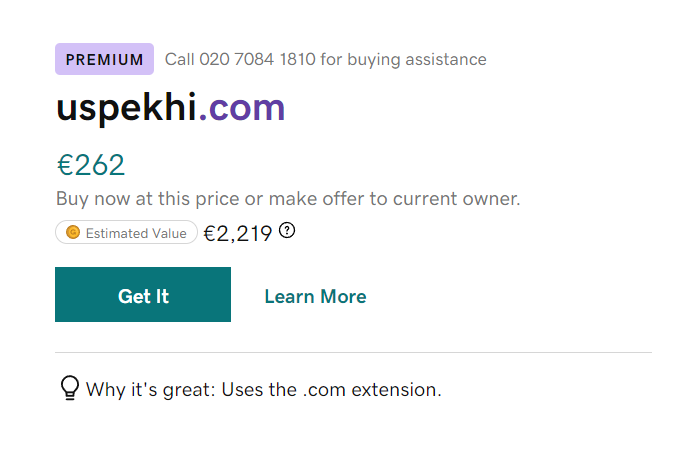 PREMIUM Call 020 7084 1810 for buying assistance
uspekhi.com
€262
Buy now at this price or make offer to current owner.
G Estimated Value €2,219 ?
Get It Learn More
Why it's great: Uses the .com extension.